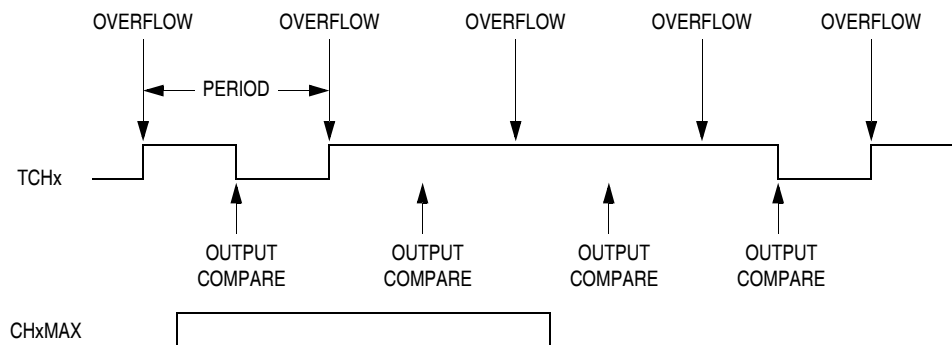 OVERFLOW OVERFLOW OVERFLOW OVERFLOW OVERFLOW
PERIOD
TCHx
OUTPUT COMPARE
OUTPUT COMPARE
OUTPUT COMPARE
OUTPUT COMPARE
CHxMAX